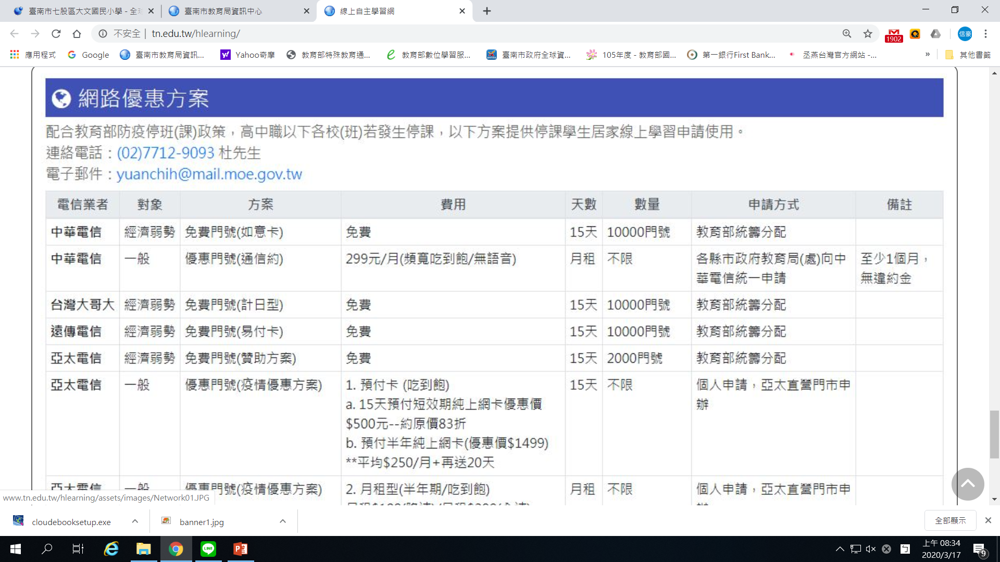 臺南市七股區大文國民小學 - 全球
臺南市教育局資訊中心
線上自主學習網
不安全 | tn.edu.tw/hlearning/
1902
信豪
應用程式
Google
臺南市教育局資訊...
Yahoo奇摩
教育部特殊教育通...
教育部數位學習服...
臺南市政府全球資...
105年度 - 教育部國...
第一銀行First Bank...
丞燕台灣官方網站 -...
»
其他書籤
網路優惠方案
配合教育部防疫停班(課)政策，高中職以下各校(班)若發生停課，以下方案提供停課學生居家線上學習申請使用。
連絡電話：(02)7712-9093 杜先生
電子郵件：yuanchih@mail.moe.gov.tw
電信業者 對象 方案 費用 天數 數量 申請方式 備註
中華電信 經濟弱勢 免費門號(如意卡) 免費 15天 10000門號 教育部統籌分配
中華電信 一般 優惠門號(通信約) 299元/月(頻寬吃到飽/無語音) 月租 不限 各縣市政府教育局(處)向中 至少1個月，
華電信統一申請 無違約金
台灣大哥大 經濟弱勢 免費門號(計日型) 免費 15天 10000門號 教育部統籌分配
遠傳電信 經濟弱勢 免費門號(易付卡) 免費 15天 10000門號 教育部統籌分配
亞太電信 經濟弱勢 免費門號(贊助方案) 免費 15天 2000門號 教育部統籌分配
亞太電信 一般 優惠門號(疫情優惠方案) 1. 預付卡 (吃到飽) 15天 不限 個人申請，亞太直營門市申
a. 15天預付短效期純上網卡優惠價 辦
$500元--約原價83折
b. 預付半年純上網卡(優惠價$1499)
**平均$250/月+再送20天
亞太電信 一般 優惠門號(疫情優惠方案) 2. 月租型(半年期/吃到飽) 月租 不限 個人申請，亞太直營門市申
www.tn.edu.tw/hlearning/assets/images/Network01.JPG
cloudebooksetup.exe
banner1.jpg
全部顯示
上午 08:34
2020/3/17
9